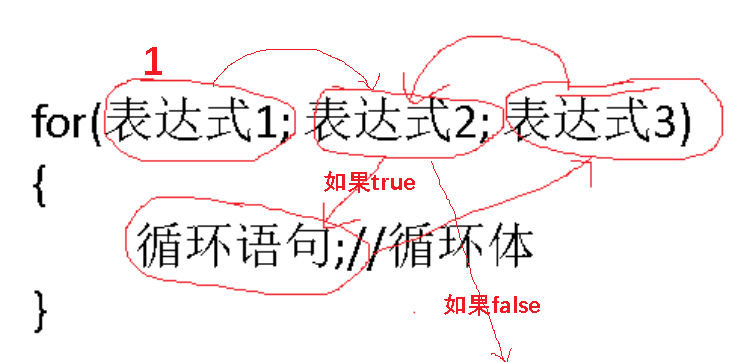 1
for(表达式1; 表达式2; 表达式3)
{
如果true
循环语句;//循环体
如果false
}